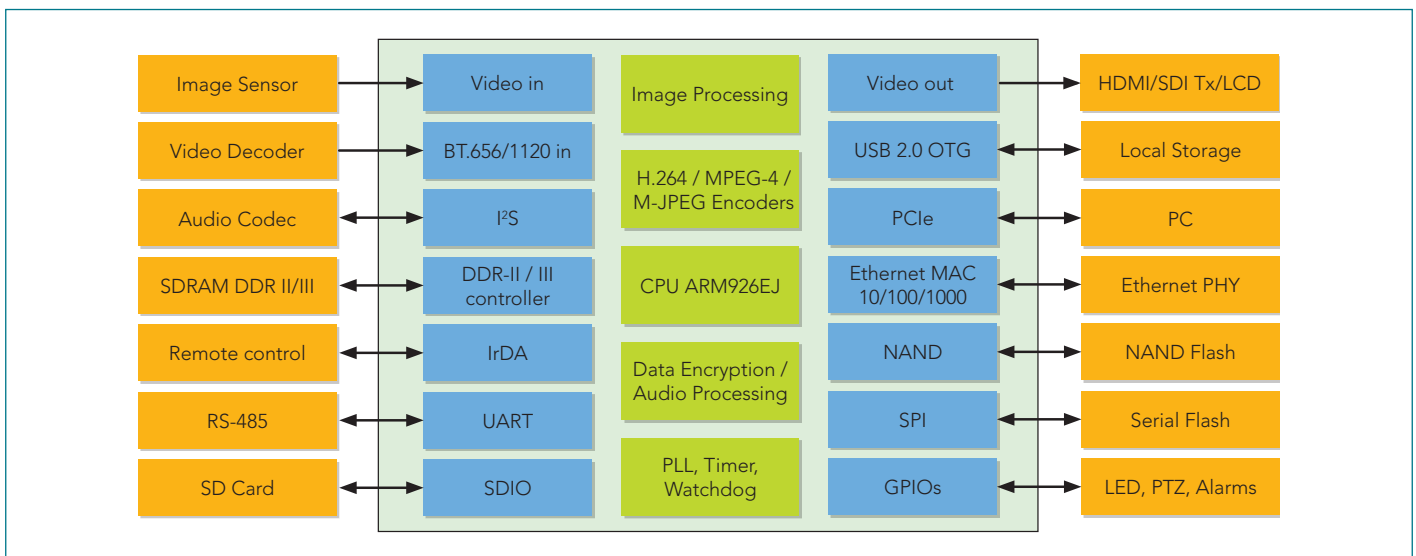 Image Sensor
Video in
Image Processing
Video out
HDMI/SDI Tx/LCD
Video Decoder
BT.656/1120 in
H.264 / MPEG-4 /
M-JPEG Encoders
USB 2.0 OTG
Local Storage
Audio Codec
I²S
PCIe
PC
SDRAM DDR II/III
DDR-II / III
controller
CPU ARM926EJ
Ethernet MAC
10/100/1000
Ethernet PHY
Remote control
IrDA
Data Encryption /
Audio Processing
NAND
NAND Flash
RS-485
UART
SPI
Serial Flash
SD Card
SDIO
PLL, Timer,
Watchdog
GPIOs
LED, PTZ, Alarms